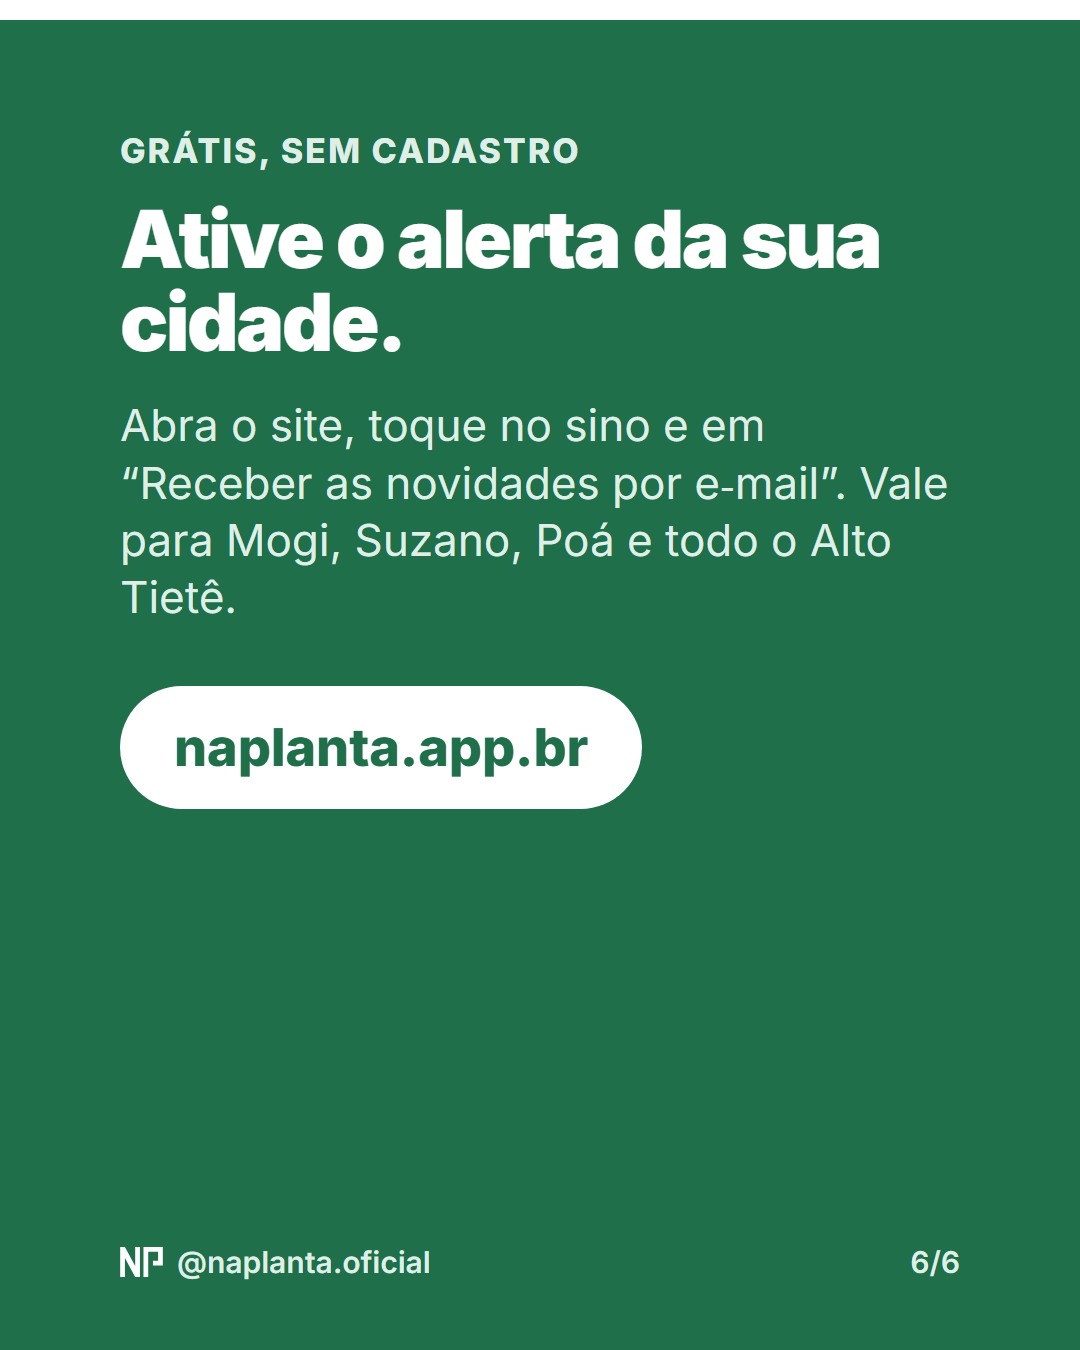 GRÁTIS, SEM CADASTRO
Ative o alerta da sua
cidade.
Abra o site, toque no sino e em
“Receber as novidades por e-mail”. Vale
para Mogi, Suzano, Poá e todo o Alto
Tietê.
naplanta.app.br
NP @naplanta.oficial
6/6